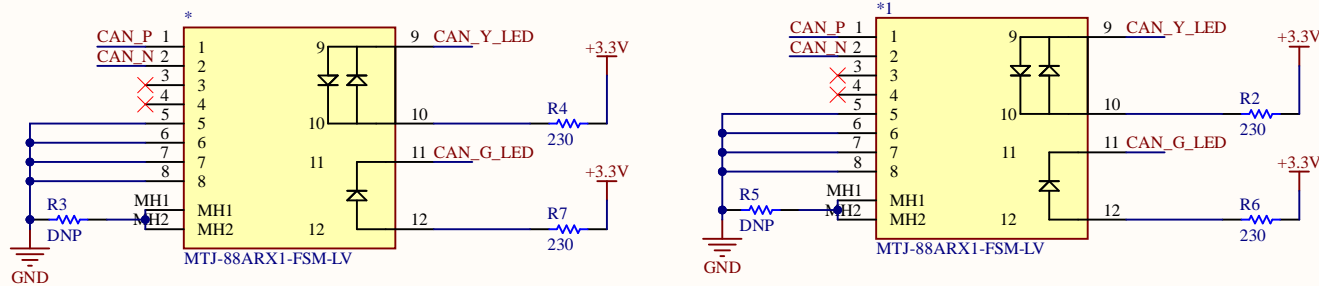 *
CAN_P 1 1
CAN_N 2 2
3 3
4 4
5 5
6 6
7 7
8 8
MH1 MH1
MH2 MH2
9 9 CAN_Y_LED
10 10
11 11 CAN_G_LED
12 12
+3.3V
R4
230
+3.3V
R7
230
R3
DNP
GND
MTJ-88ARX1-FSM-LV
*1
CAN_P 1 1
CAN_N 2 2
3 3
4 4
5 5
6 6
7 7
8 8
MH1 MH1
MH2 MH2
9 9 CAN_Y_LED
10 10
11 11 CAN_G_LED
12 12
+3.3V
R2
230
+3.3V
R6
230
R5
DNP
GND
MTJ-88ARX1-FSM-LV